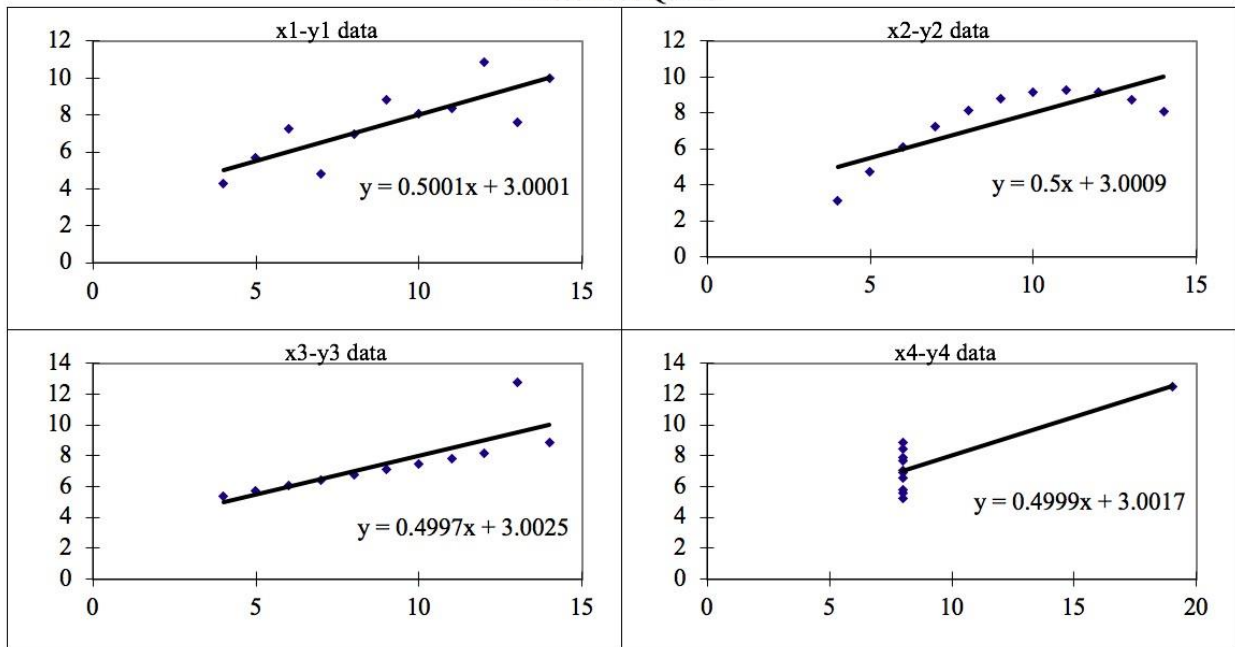 x1-y1 data
12
10
8
6
4
2
0
0 5 10 15
y = 0.5001x + 3.0001
x2-y2 data
12
10
8
6
4
2
0
0 5 10 15
y = 0.5x + 3.0009
x3-y3 data
14
12
10
8
6
4
2
0
0 5 10 15
y = 0.4997x + 3.0025
x4-y4 data
14
12
10
8
6
4
2
0
0 5 10 15 20
y = 0.4999x + 3.0017